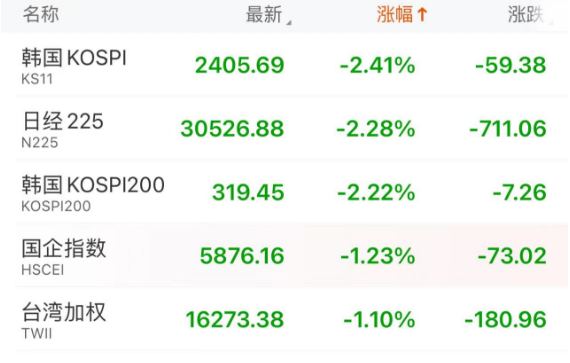 名称 最新 涨幅↑ 涨跌
韩国KOSPI 2405.69 -2.41% -59.38
KS11
日经225 30526.88 -2.28% -711.06
N225
韩国KOSPI200 319.45 -2.22% -7.26
KOSPI200
国企指数 5876.16 -1.23% -73.02
HSCEI
台湾加权 16273.38 -1.10% -180.96
TWII